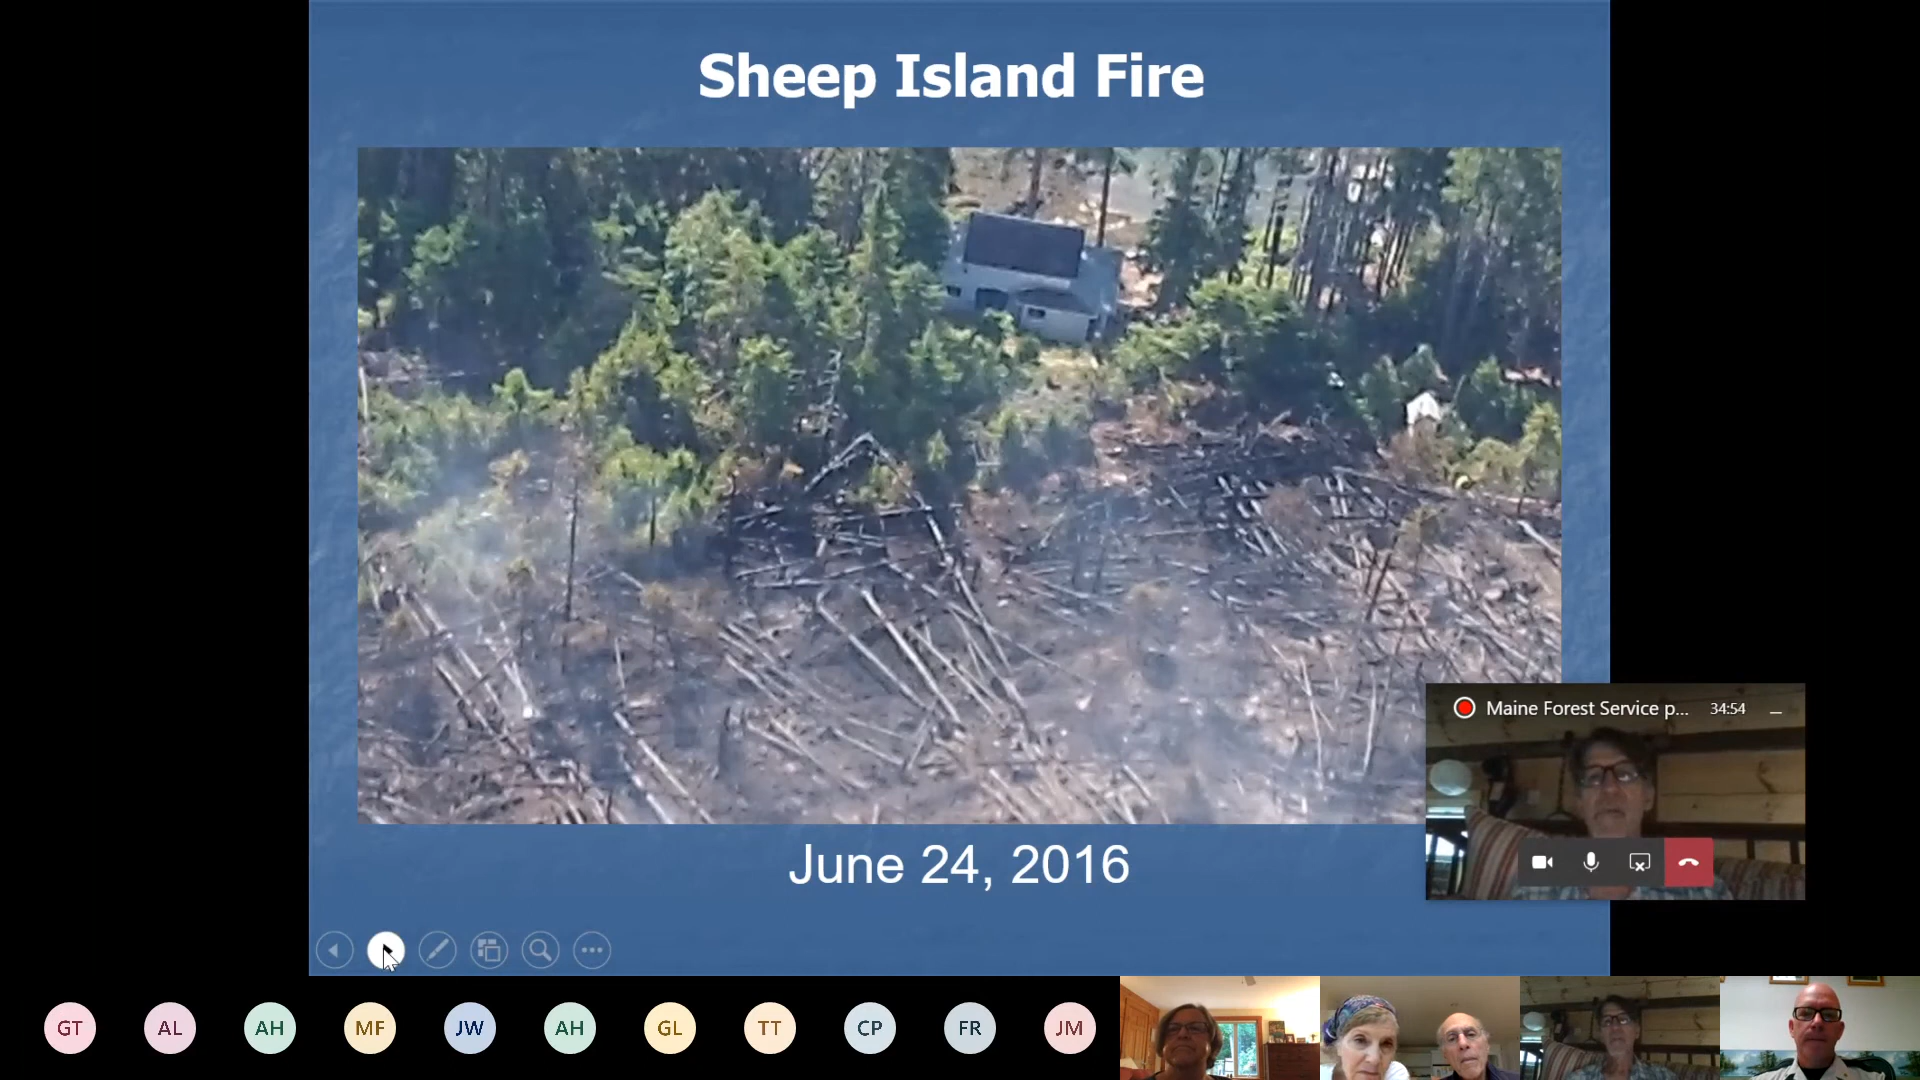 Sheep Island Fire
Maine Forest Service p... 34:54
June 24, 2016
GT AL AH MF JW AH GL TT CP FR JM